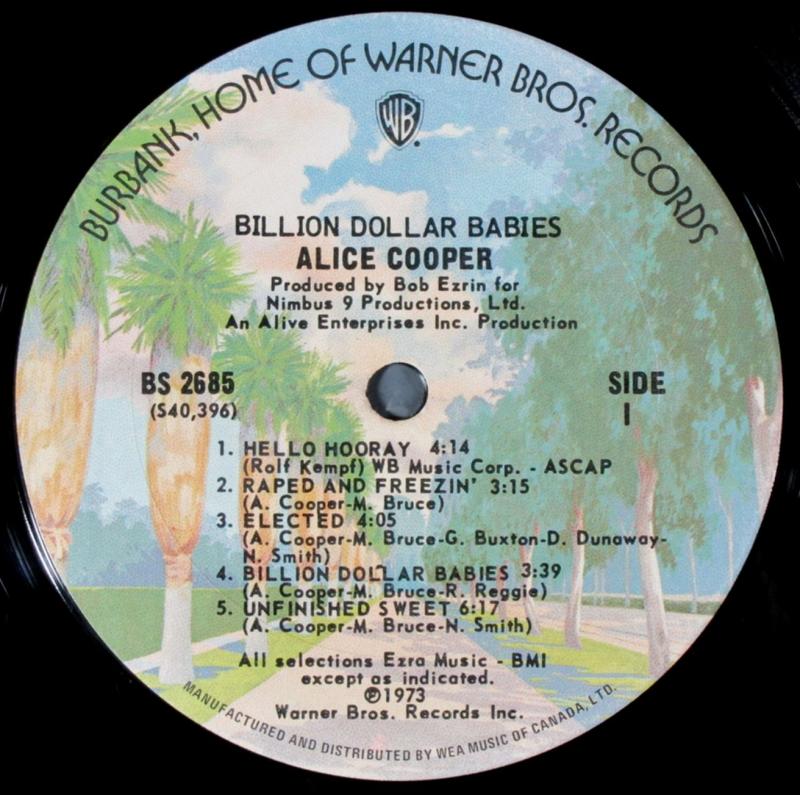 BURBANK, HOME OF WARNER BROS. RECORDS
WB
BILLION DOLLAR BABIES
ALICE COOPER
Produced by Bob Ezrin for
Nimbus 9 Productions, Ltd.
An Alive Enterprises Inc. Production
BS 2685
(S40,396)
SIDE
1
1. HELLO HOORAY 4:14
(Rolf Kempf) WB Music Corp. - ASCAP
2. RAPED AND FREEZIN' 3:15
(A. Cooper-M. Bruce)
3. ELECTED 4:05
(A. Cooper-M. Bruce-G. Buxton-D. Dunaway-
N. Smith)
4. BILLION DOLLAR BABIES 3:39
(A. Cooper-M. Bruce-R. Reggie)
5. UNFINISHED SWEET 6:17
(A. Cooper-M. Bruce-N. Smith)
All selections Ezra Music - BMI
except as indicated.
℗1973
Warner Bros. Records Inc.
MANUFACTURED AND DISTRIBUTED BY WEA MUSIC OF CANADA, LTD.